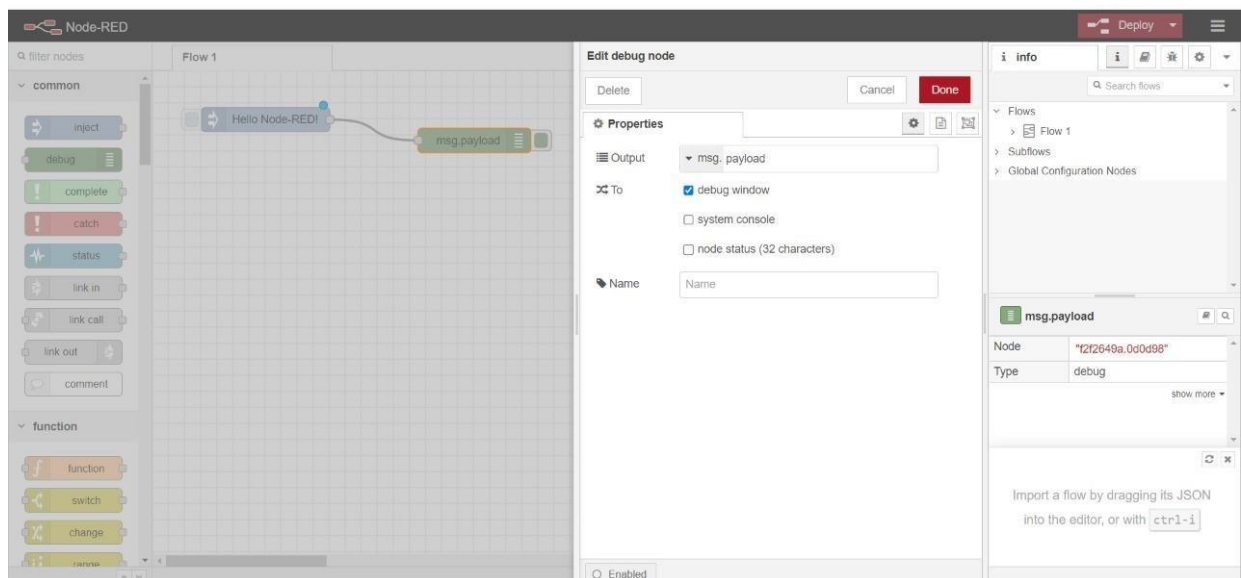 Node-RED
Deploy
filter nodes
Flow 1
common
inject
debug
complete
catch
status
link in
link call
link out
comment
function
function
switch
change
range
Hello Node-RED!
msg.payload
Edit debug node
Delete
Cancel
Done
Properties
Output
msg. payload
To
debug window
system console
node status (32 characters)
Name
Name
Enabled
i info
i
Search flows
Flows
Flow 1
Subflows
Global Configuration Nodes
msg.payload
Node "f2f2649a.0d0d98"
Type debug
show more
Import a flow by dragging its JSON
into the editor, or with ctrl-i